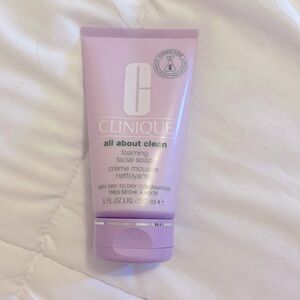 CLINIQUE
all about clean
foaming
facial soap
crème mousse
nettoyante
VERY DRY TO DRY COMBINATION
TRÈS SÈCHE À MIXTE
5 FL.OZ.LIQ./150 ml e